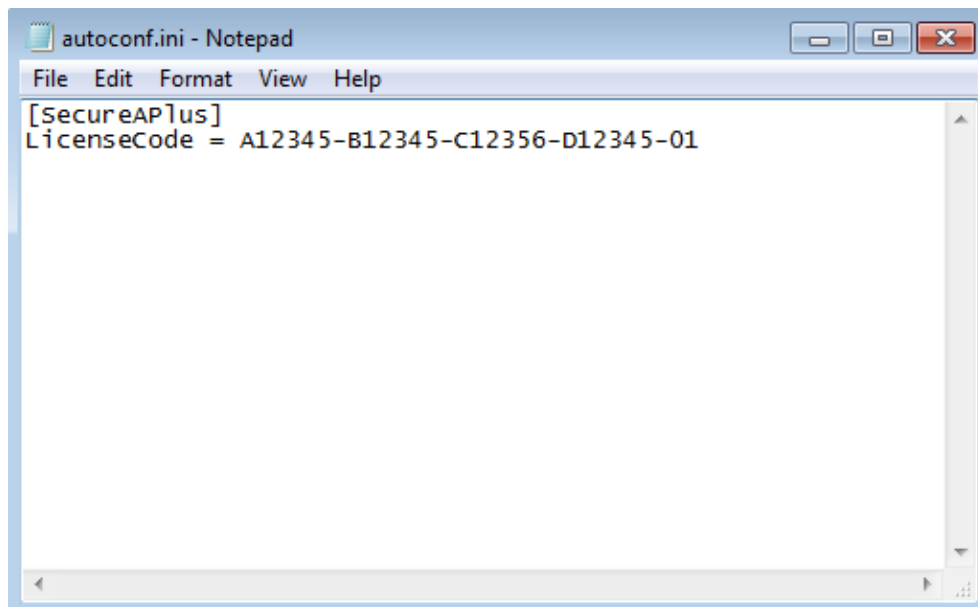 autoconf.ini - Notepad
File Edit Format View Help
[SecureAPlus]
LicenseCode = A12345-B12345-C12356-D12345-01